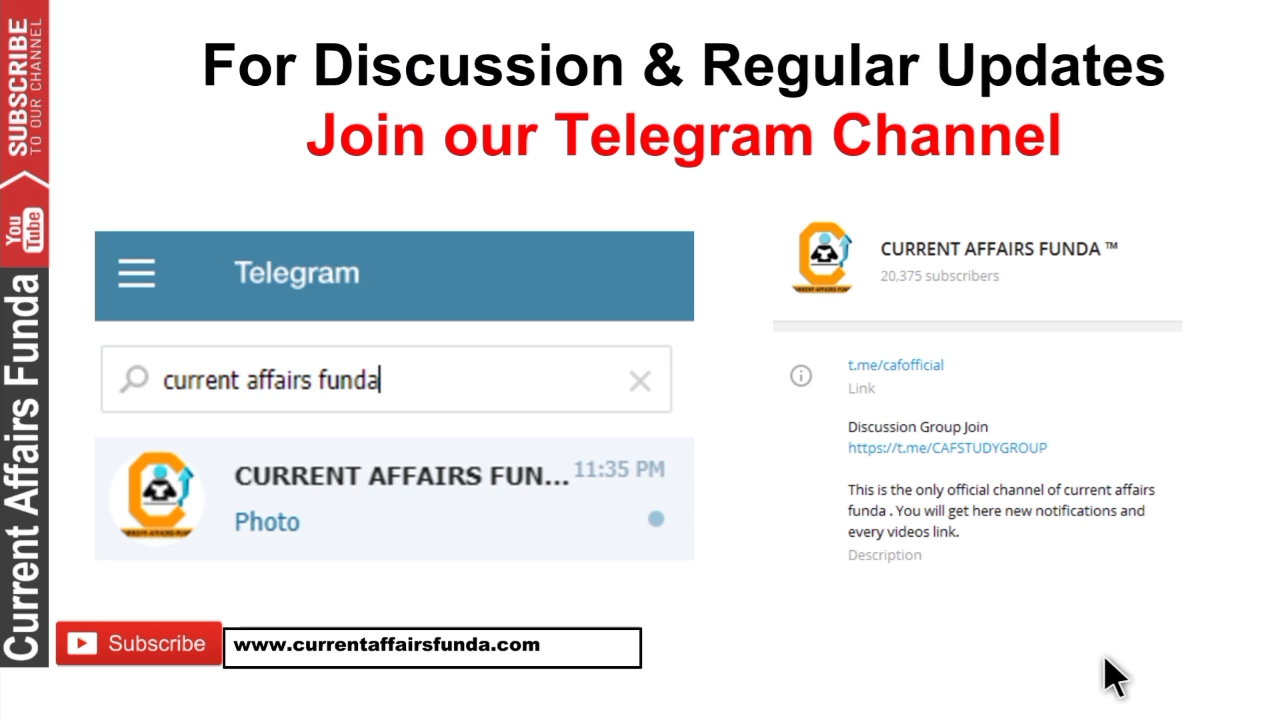 For Discussion & Regular Updates
Join our Telegram Channel
SUBSCRIBE
TO OUR CHANNEL
You
Tube
Current Affairs Funda
Telegram
current affairs funda
CURRENT AFFAIRS FUN...
11:35 PM
Photo
CURRENT AFFAIRS FUNDA ™
20,375 subscribers
t.me/cafofficial
Link
Discussion Group Join
https://t.me/CAFSTUDYGROUP
This is the only official channel of current affairs
funda . You will get here new notifications and
every videos link.
Description
Subscribe
www.currentaffairsfunda.com